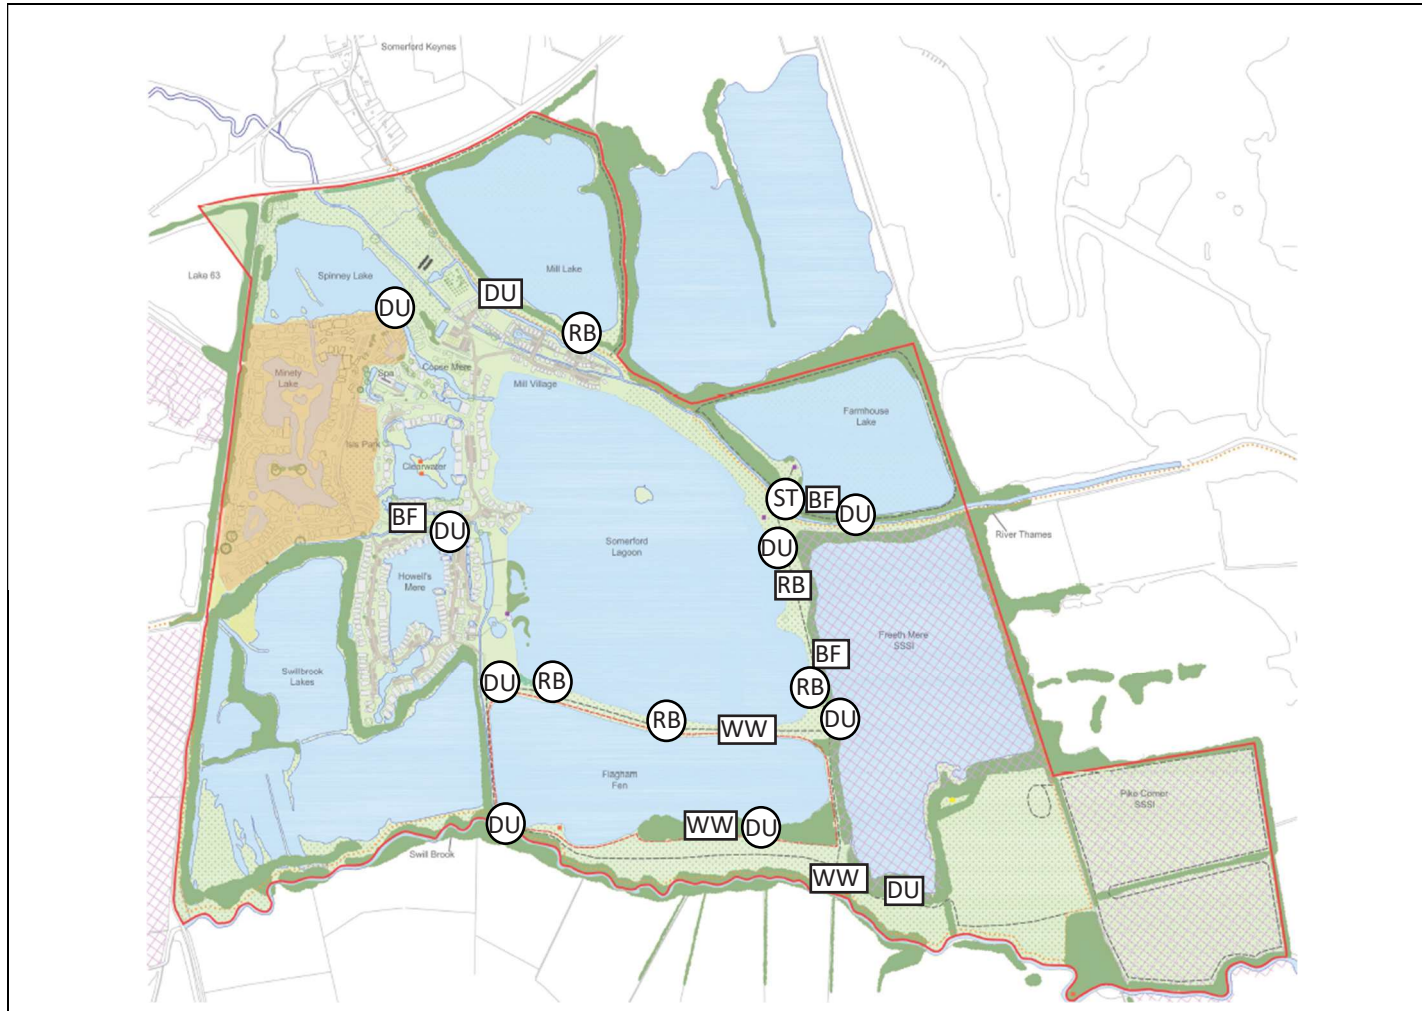 Somerford Keynes
Lake 63
Spinney Lake
Mill Lake
DU
DU
RB
Minety
Lake
Spa
Copse Mere
Mill Village
Farmhouse
Lake
Isis Park
Clearwater
BF
DU
ST
BF
DU
River Thames
Somerford
Lagoon
DU
RB
Howell's
Mere
Freeth Mere
SSSI
BF
Swillbrook
Lakes
DU
RB
RB
RB
WW
DU
Flagham
Fen
Pike Corner
SSSI
DU
WW
DU
Swill Brook
WW
DU